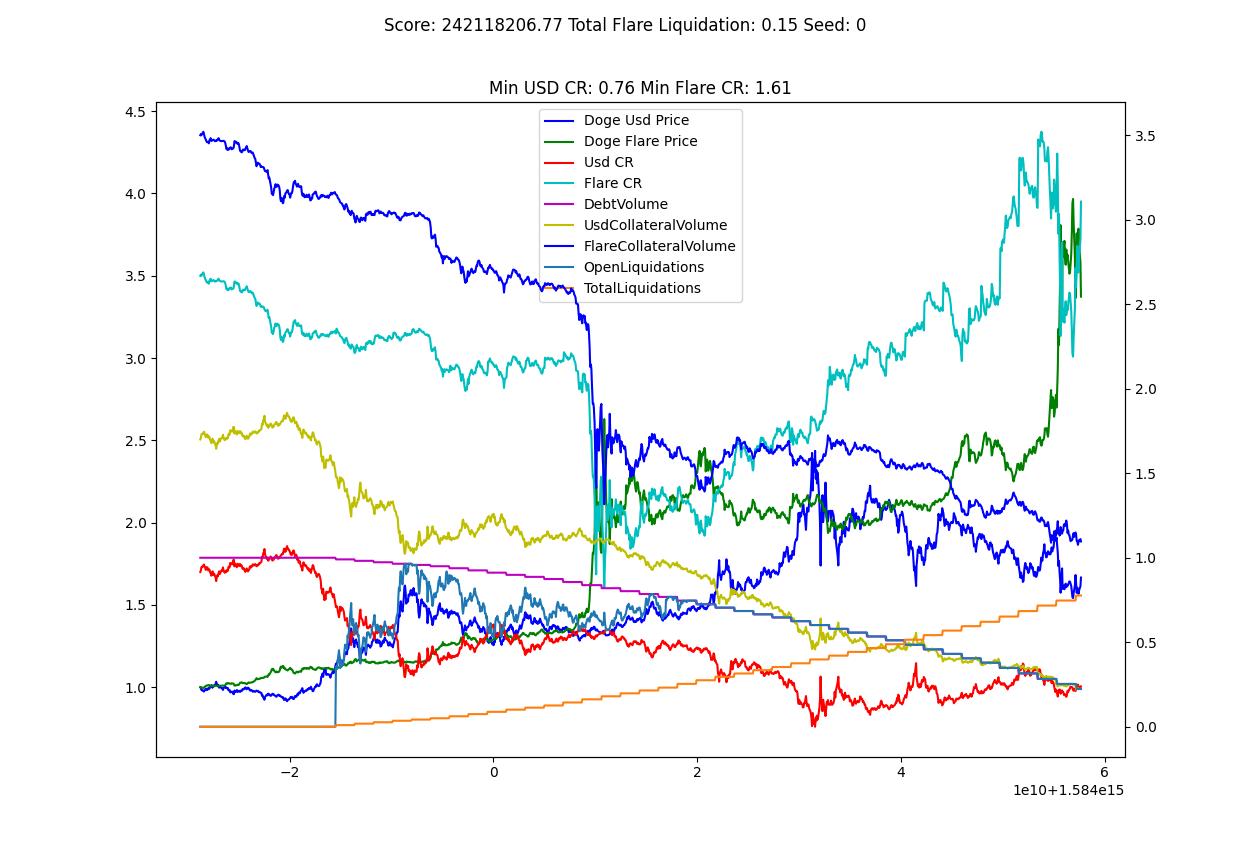 Score: 242118206.77 Total Flare Liquidation: 0.15 Seed: 0
Min USD CR: 0.76 Min Flare CR: 1.61
4.5
4.0
3.5
3.0
2.5
2.0
1.5
1.0
Doge Usd Price
Doge Flare Price
Usd CR
Flare CR
DebtVolume
UsdCollateralVolume
FlareCollateralVolume
OpenLiquidations
TotalLiquidations
3.5
3.0
2.5
2.0
1.5
1.0
0.5
0.0
−2 0 2 4 6
1e10+1.584e15